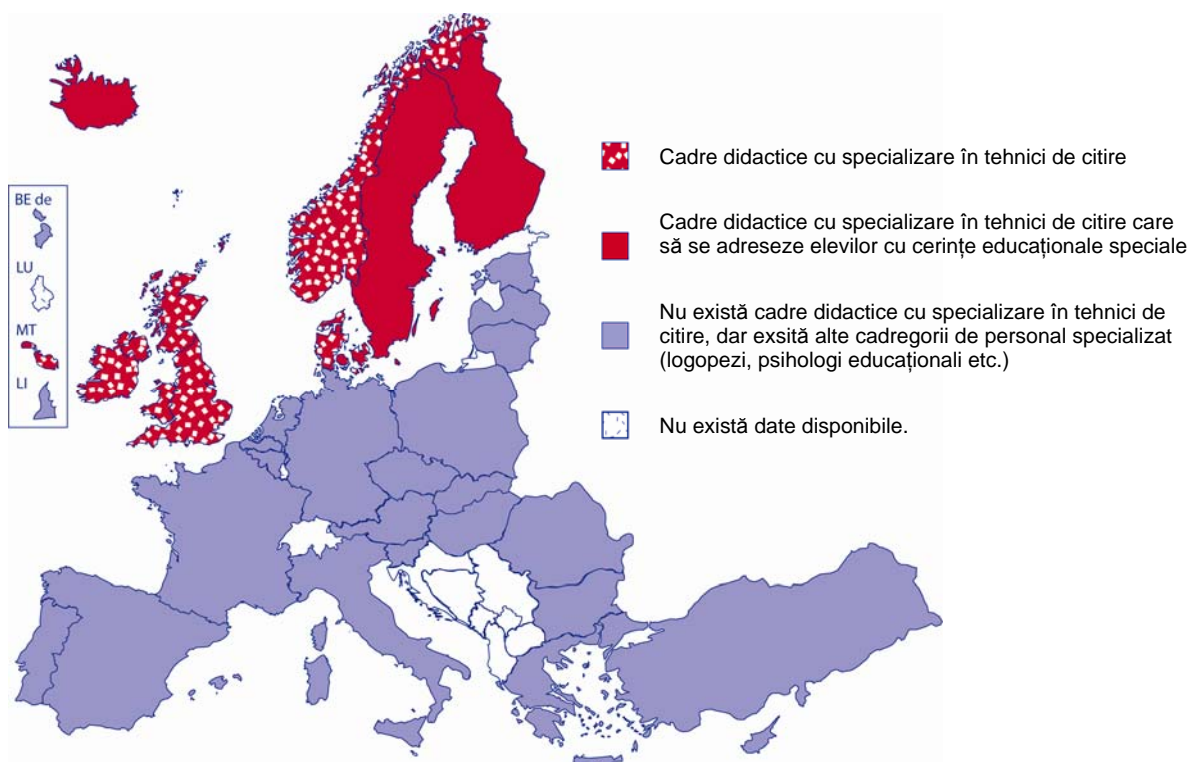 BE de
LU
MT
LI
Cadre didactice cu specializare în tehnici de citire
Cadre didactice cu specializare în tehnici de citire care
să se adreseze elevilor cu cerințe educaționale speciale
Nu există cadre didactice cu specializare în tehnici de
citire, dar exsită alte cadregorii de personal specializat
(logopezi, psihologi educaționali etc.)
Nu există date disponibile.